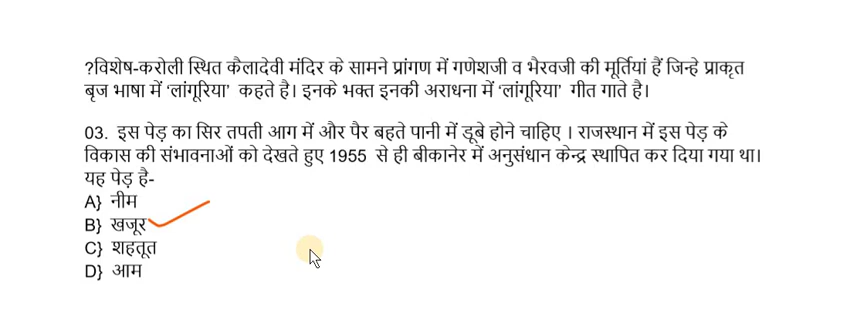 ?विशेष-करोली स्थित कैलादेवी मंदिर के सामने प्रांगण में गणेशजी व भैरवजी की मूर्तियां हैं जिन्हे प्राकृत
बृज भाषा में 'लांगूरिया' कहते है। इनके भक्त इनकी अराधना में 'लांगूरिया' गीत गाते है।
03. इस पेड़ का सिर तपती आग में और पैर बहते पानी में डूबे होने चाहिए । राजस्थान में इस पेड़ के
विकास की संभावनाओं को देखते हुए 1955 से ही बीकानेर में अनुसंधान केन्द्र स्थापित कर दिया गया था।
यह पेड़ है-
A} नीम
B} खजूर
C} शहतूत
D} आम